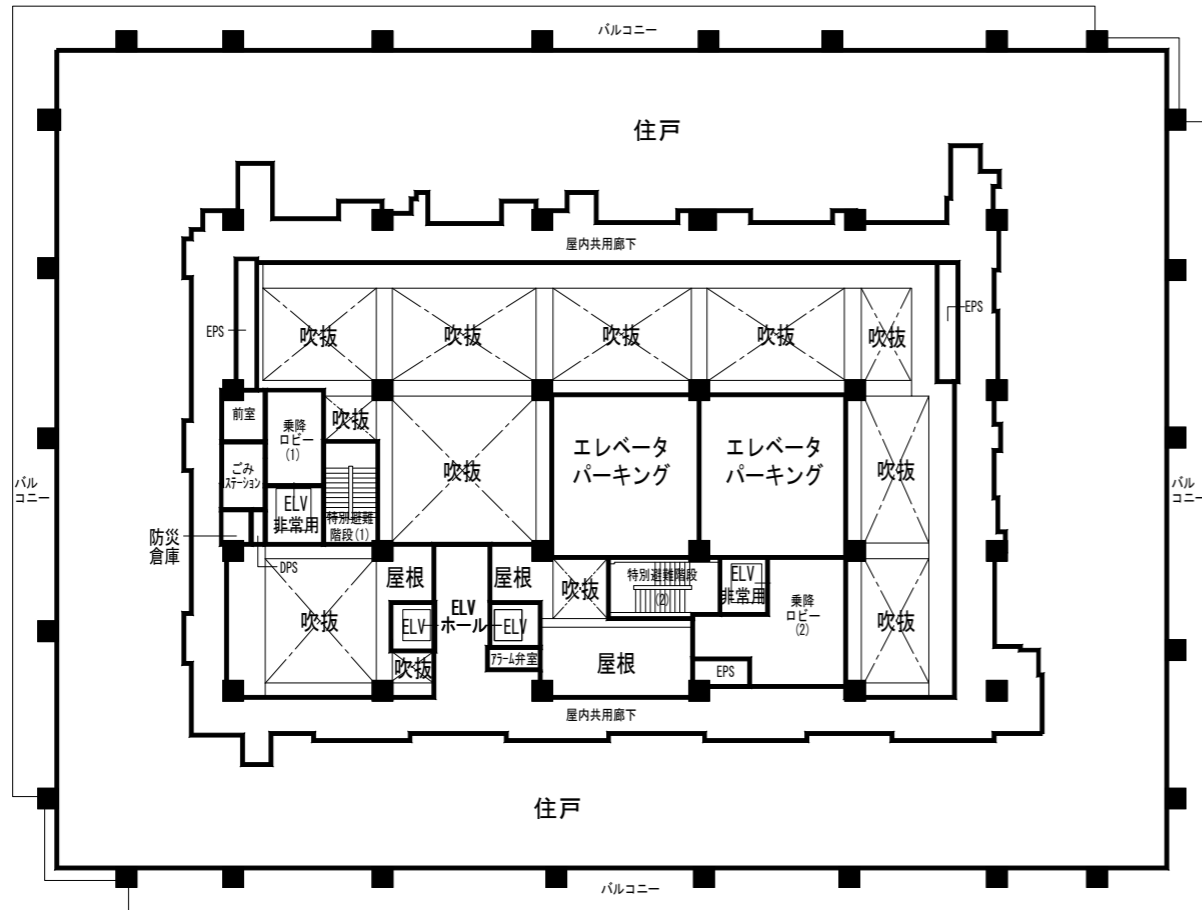 バルコニー
住戸
屋内共用廊下
EPS
吹抜
吹抜
吹抜
吹抜
吹抜
EPS
前室
乗降
ロビー
(1)
吹抜
吹抜
エレベータ
パーキング
エレベータ
パーキング
吹抜
ごみ
ステーション
ELV
非常用
特別避難
階段(1)
バル
コニー
バル
コニー
防災
倉庫
DPS
吹抜
屋根
ELV
ホール
屋根
吹抜
特別避難階段
(2)
ELV
非常用
乗降
ロビー
(2)
吹抜
ELV
ELV
吹抜
アラーム弁室
屋根
EPS
屋内共用廊下
住戸
バルコニー